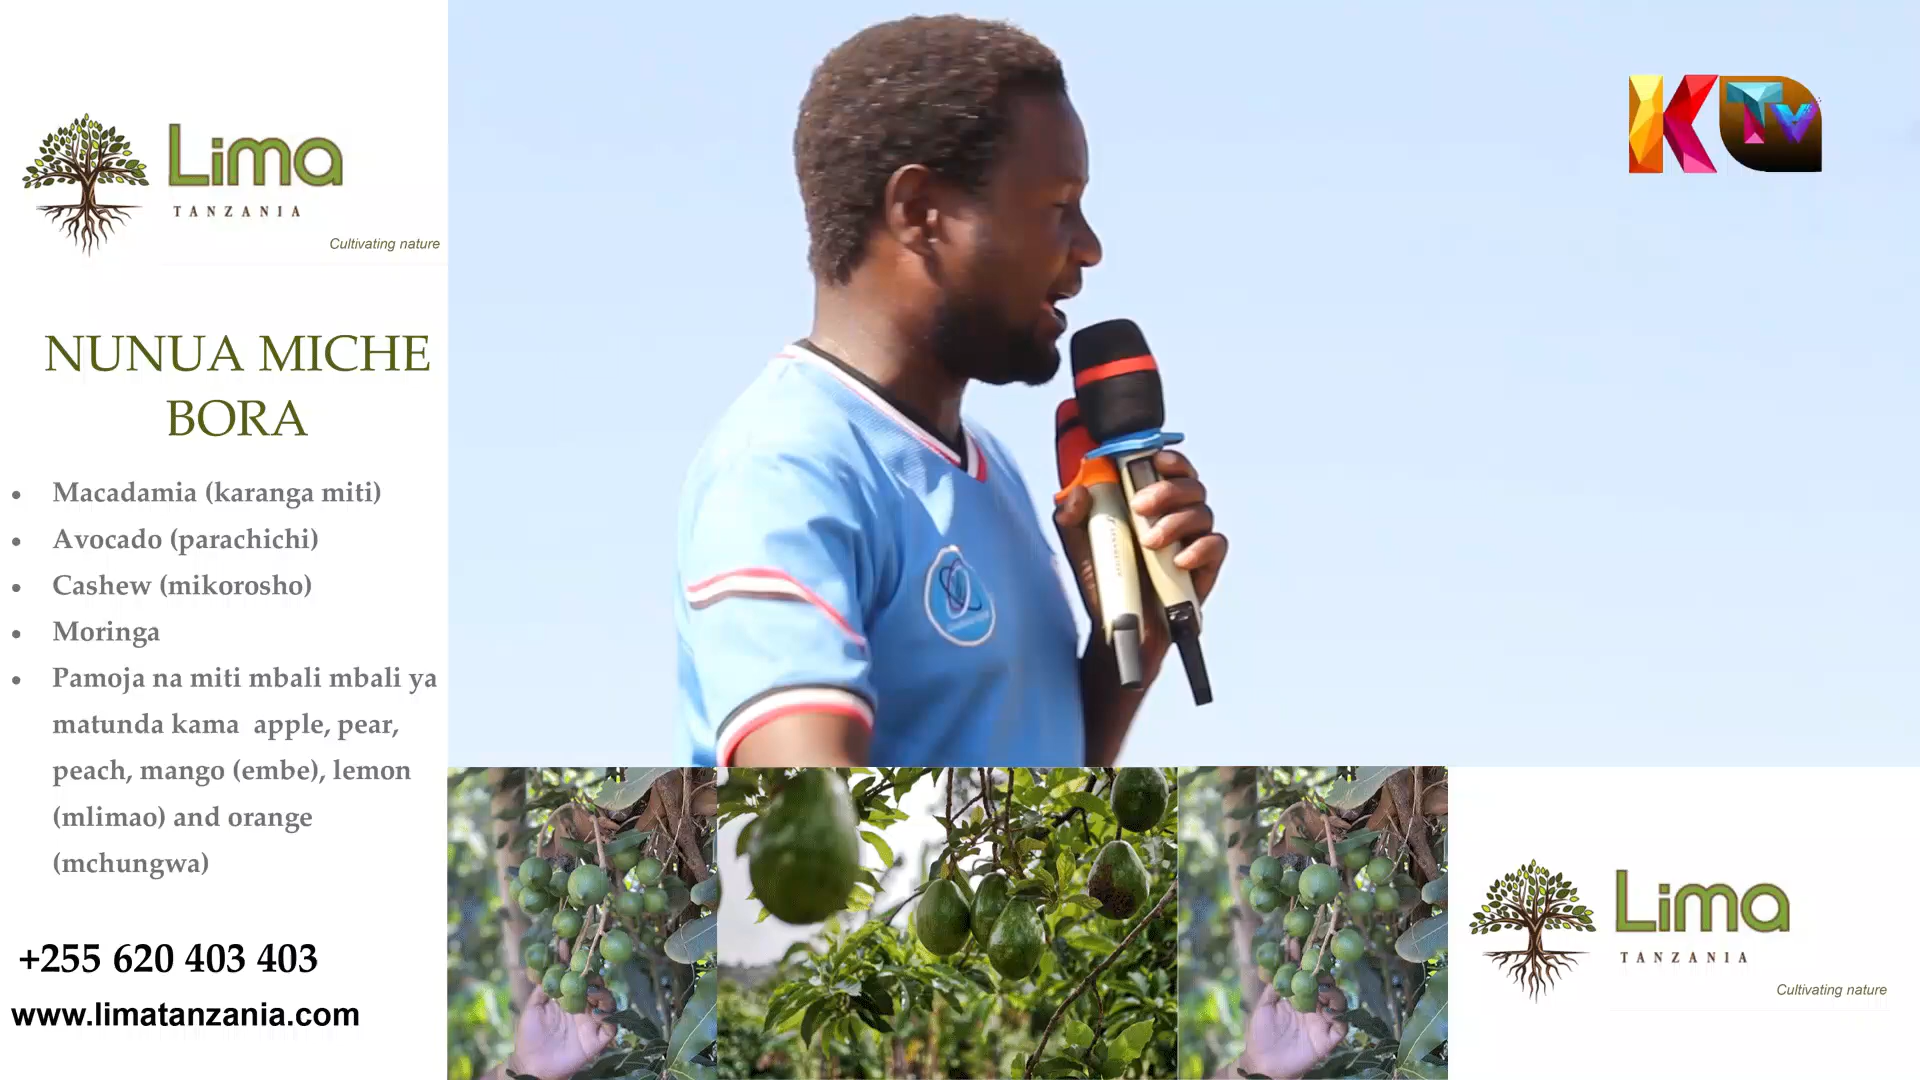 Lima
TANZANIA
Cultivating nature
NUNUA MICHE
BORA
• Macadamia (karanga miti)
• Avocado (parachichi)
• Cashew (mikorosho)
• Moringa
• Pamoja na miti mbali mbali ya
matunda kama apple, pear,
peach, mango (embe), lemon
(mlimao) and orange
(mchungwa)
+255 620 403 403
www.limatanzania.com
KTv
Lima
TANZANIA
Cultivating nature